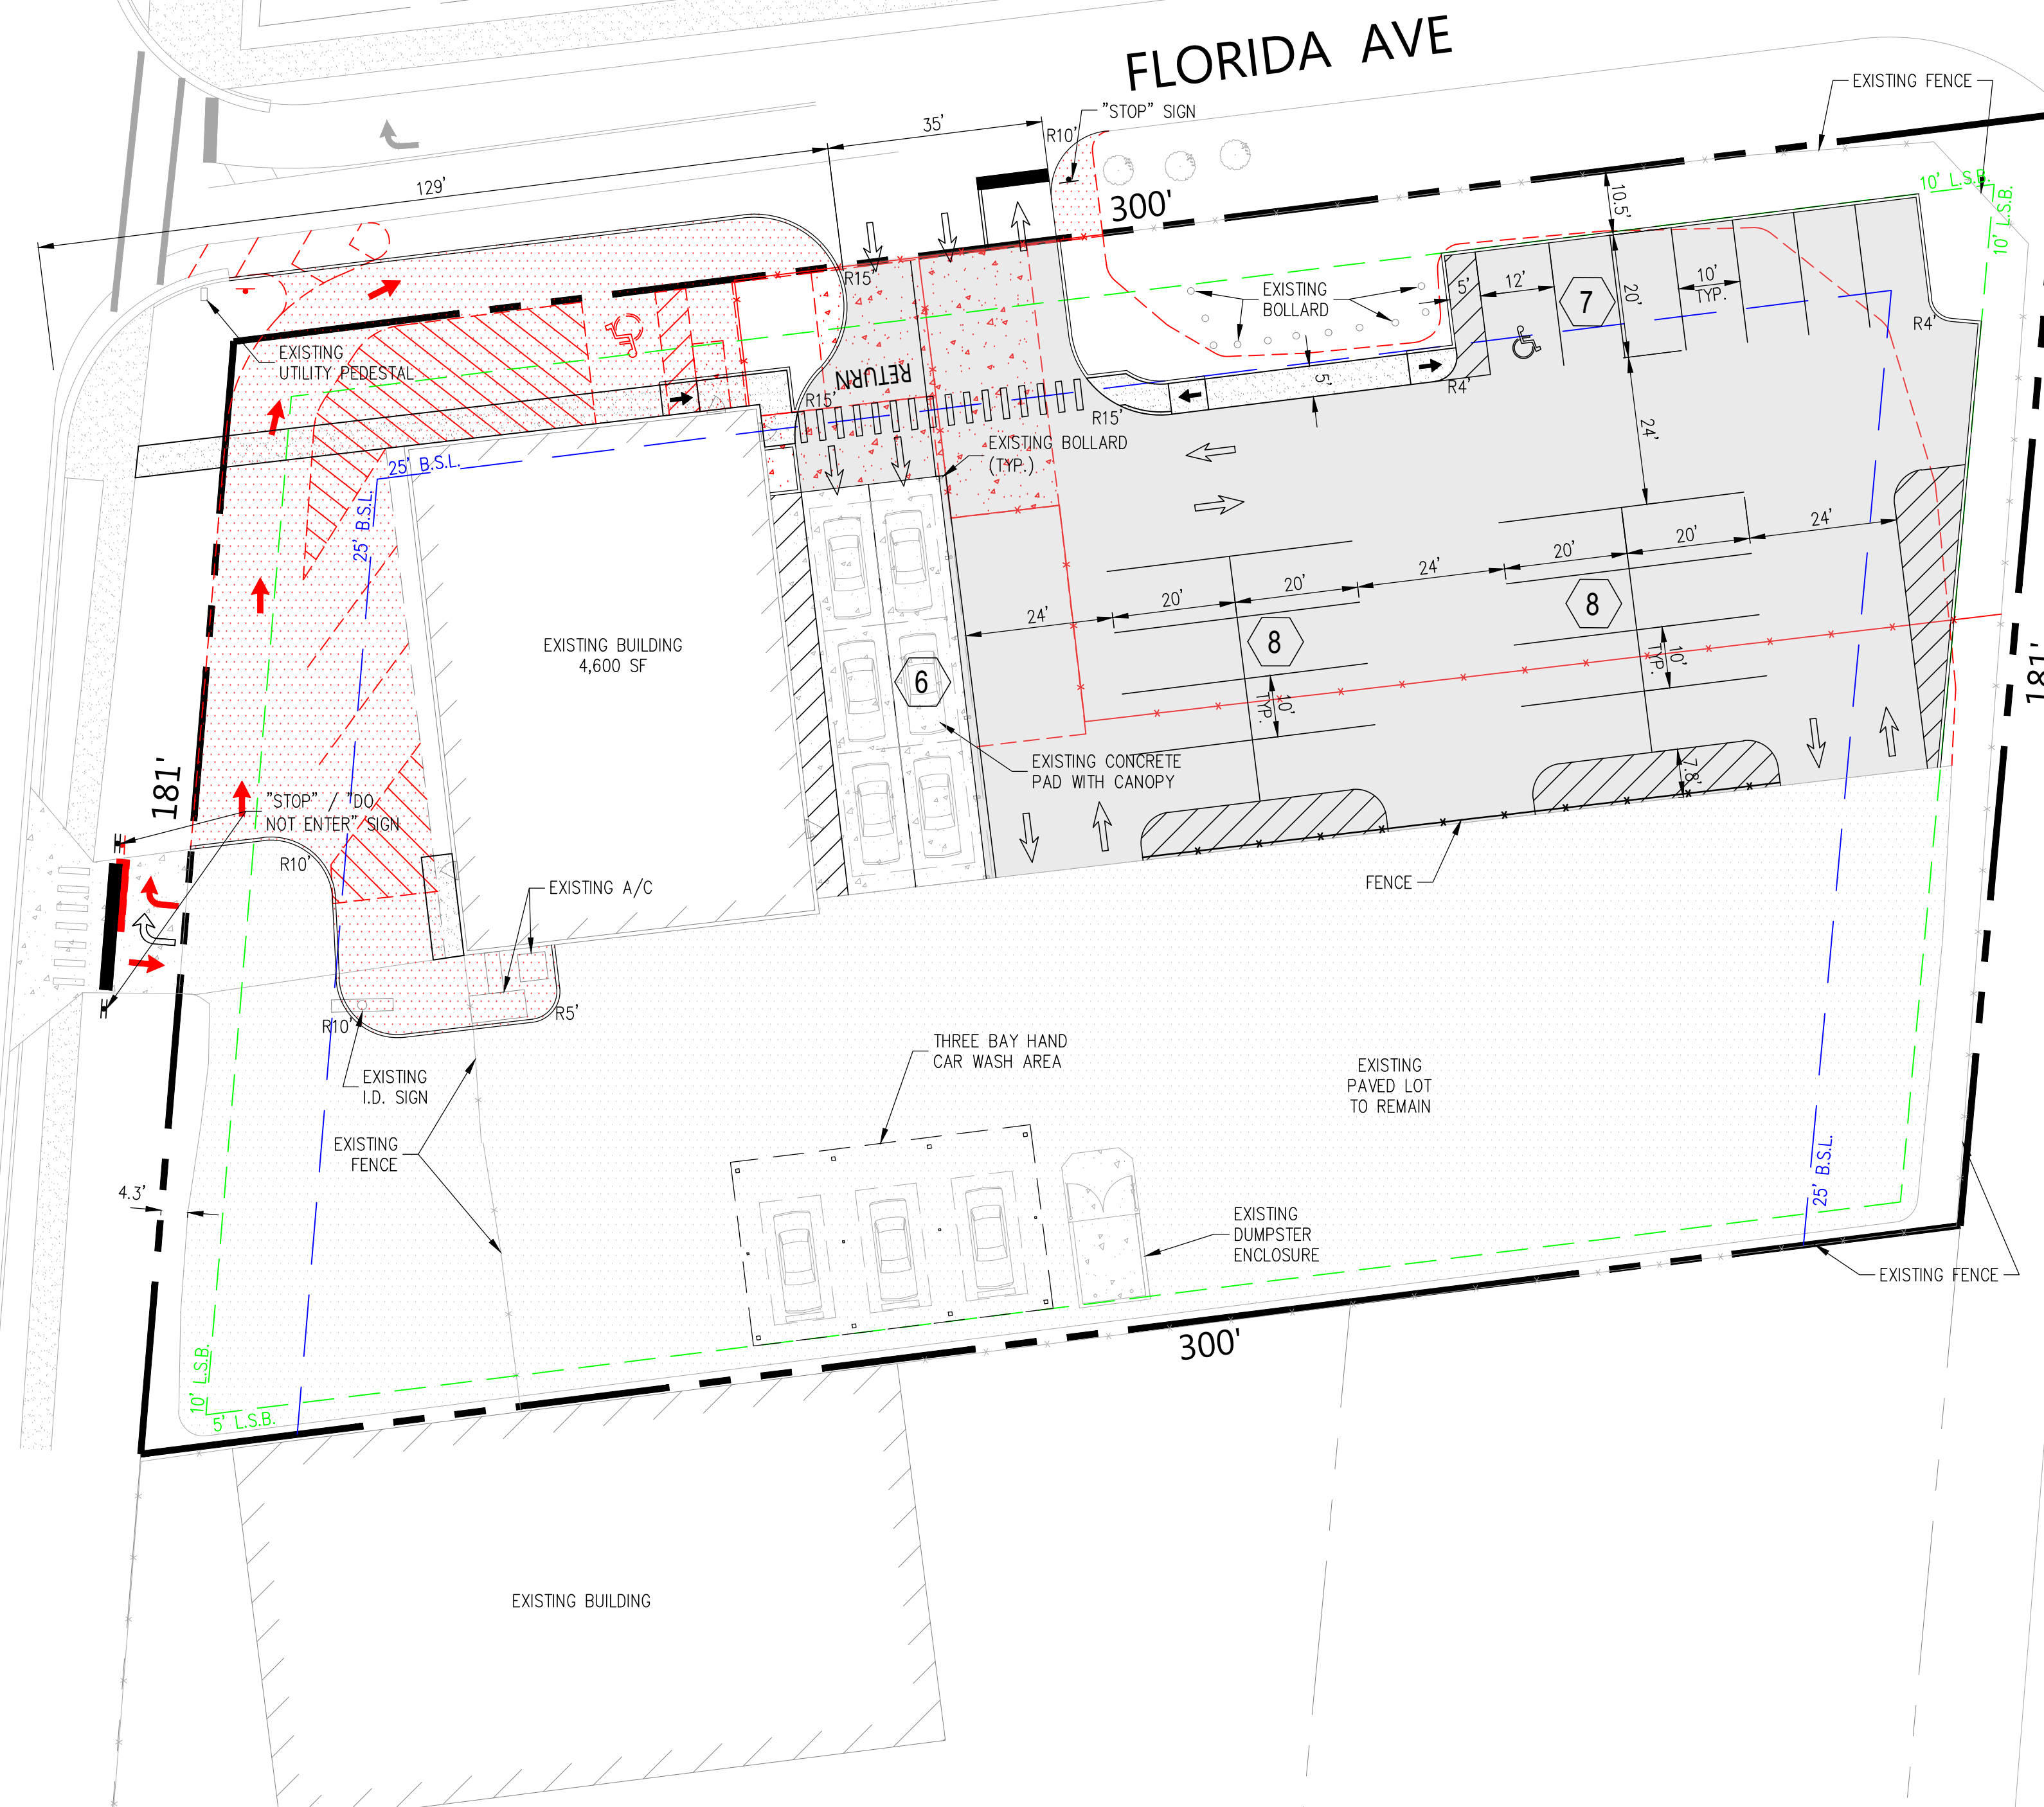 FLORIDA AVE
EXISTING FENCE
"STOP" SIGN
35'
R10'
129'
300'
10' L.S.B.
10' L.S.B.
10.5'
R15'
EXISTING
BOLLARD
5'
12'
7
20'
10'
TYP.
R4'
EXISTING
UTILITY PEDESTAL
RETURN
R15'
R15'
5'
R4'
24'
EXISTING BOLLARD
(TYP.)
25' B.S.L.
25' B.S.L.
24'
20'
20'
24'
20'
20'
24'
8
8
EXISTING BUILDING
4,600 SF
6
10'
TYP.
10'
TYP.
181'
181'
EXISTING CONCRETE
PAD WITH CANOPY
7.8'
"STOP" / "DO
NOT ENTER" SIGN
R10'
EXISTING A/C
FENCE
R5'
R10'
EXISTING
I.D. SIGN
THREE BAY HAND
CAR WASH AREA
EXISTING
PAVED LOT
TO REMAIN
EXISTING
FENCE
25' B.S.L.
4.3'
EXISTING
DUMPSTER
ENCLOSURE
EXISTING FENCE
10' L.S.B.
5' L.S.B.
300'
EXISTING BUILDING